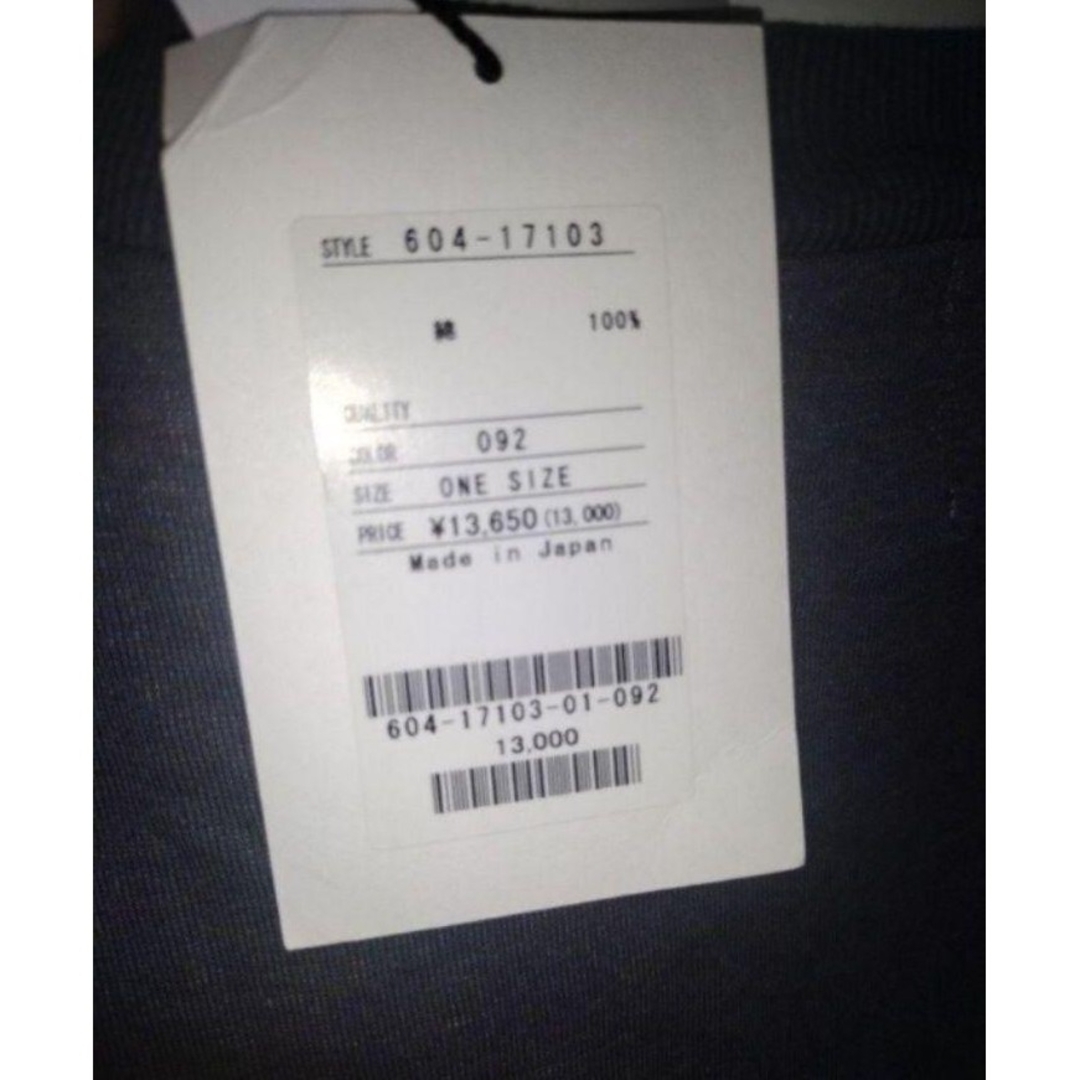 STYLE 604-17103
綿 100%
QUALITY
COLOR 092
SIZE ONE SIZE
PRICE ¥13,650 (13,000)
Made in Japan
604-17103-01-092
13,000